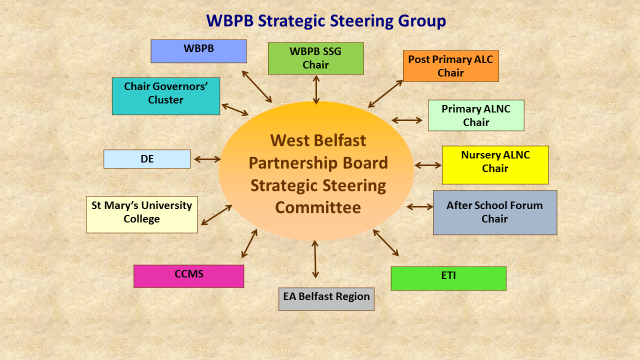 WBPB Strategic Steering Group
WBPB
WBPB SSG
Chair
Post Primary ALC
Chair
Chair Governors’
Cluster
Primary ALNC
Chair
West Belfast
Partnership Board
Strategic Steering
Committee
DE
Nursery ALNC
Chair
St Mary’s University
College
After School Forum
Chair
CCMS
ETI
EA Belfast Region